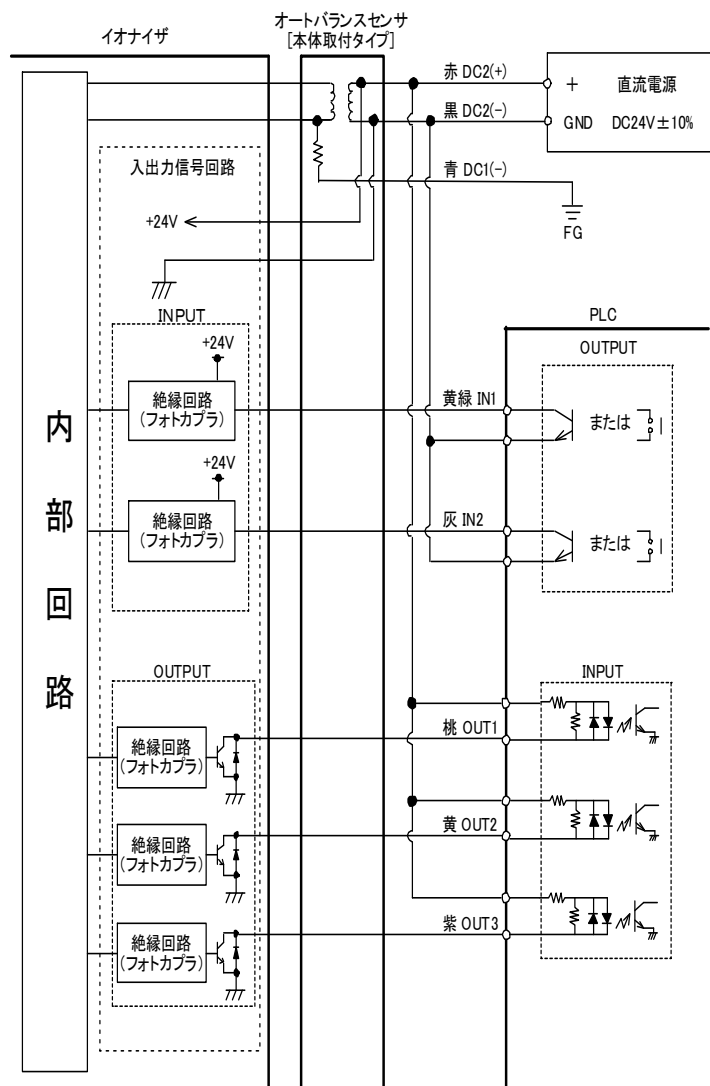 イオナイザ
オートバランスセンサ
[本体取付タイプ]
赤 DC2(+)
+ 直流電源
黒 DC2(-)
GND DC24V±10%
入出力信号回路
青 DC1(-)
+24V
FG
INPUT
PLC
+24V
OUTPUT
絶縁回路
(フォトカプラ)
黄緑 IN1
または
+24V
絶縁回路
(フォトカプラ)
灰 IN2
または
内部回路
OUTPUT
INPUT
絶縁回路
(フォトカプラ)
桃 OUT1
絶縁回路
(フォトカプラ)
黄 OUT2
絶縁回路
(フォトカプラ)
紫 OUT3